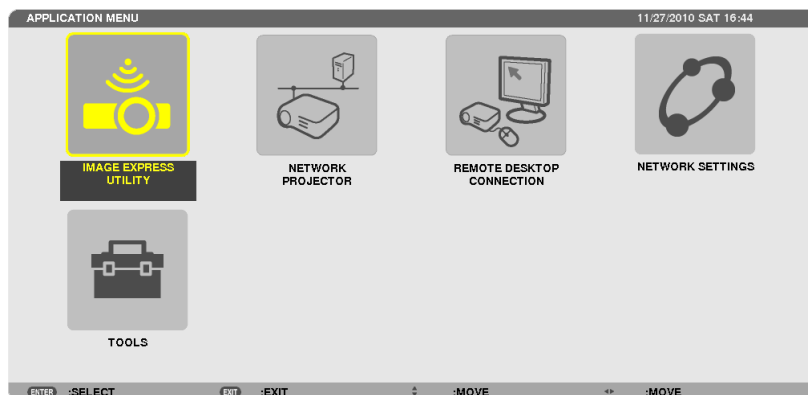 APPLICATION MENU 11/27/2010 SAT 16:44
IMAGE EXPRESS
UTILITY
NETWORK
PROJECTOR
REMOTE DESKTOP
CONNECTION
NETWORK SETTINGS
TOOLS
ENTER :SELECT EXIT :EXIT :MOVE :MOVE